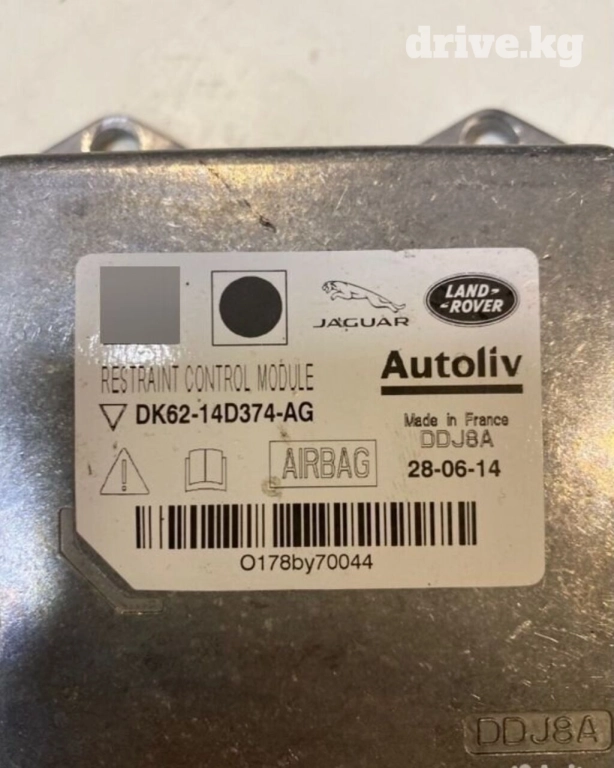 drive.kg
JAGUAR
LAND-
-ROVER
RESTRAINT CONTROL MODULE
Autoliv
DK62-14D374-AG
Made in France
DDJ8A
AIRBAG
28-06-14
O178by70044
DDJ8A